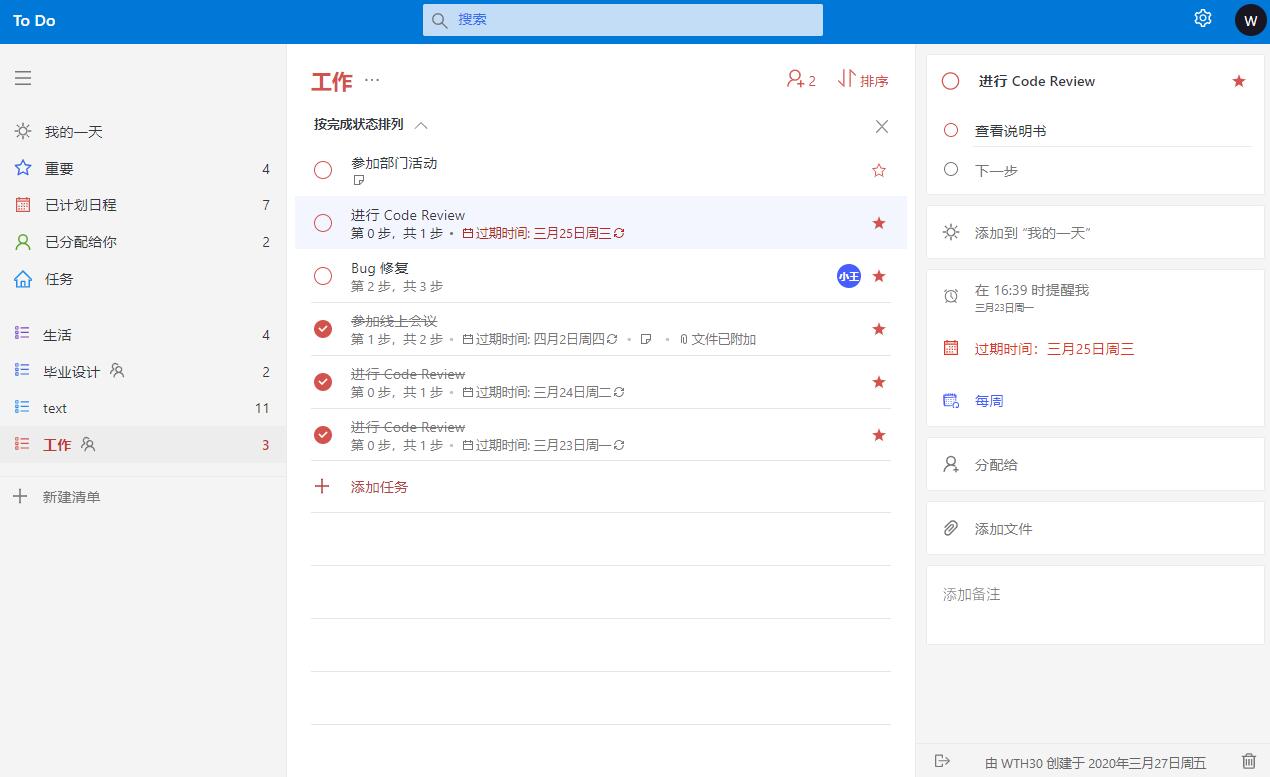 To Do
搜索
W
我的一天
重要 4
已计划日程 7
已分配给你 2
任务
生活 4
毕业设计 2
text 11
工作 3
新建清单
工作 ···
2 排序
按完成状态排列
参加部门活动
进行 Code Review
第 0 步，共 1 步 • 过期时间: 三月25日周三
Bug 修复
第 2 步，共 3 步
小王
参加线上会议
第 1 步，共 2 步 • 过期时间: 四月2日周四 • • 文件已附加
进行 Code Review
第 0 步，共 1 步 • 过期时间: 三月24日周二
进行 Code Review
第 0 步，共 1 步 • 过期时间: 三月23日周一
添加任务
进行 Code Review
查看说明书
下一步
添加到 “我的一天”
在 16:39 时提醒我
三月23日周一
过期时间：三月25日周三
每周
分配给
添加文件
添加备注
由 WTH30 创建于 2020年三月27日周五